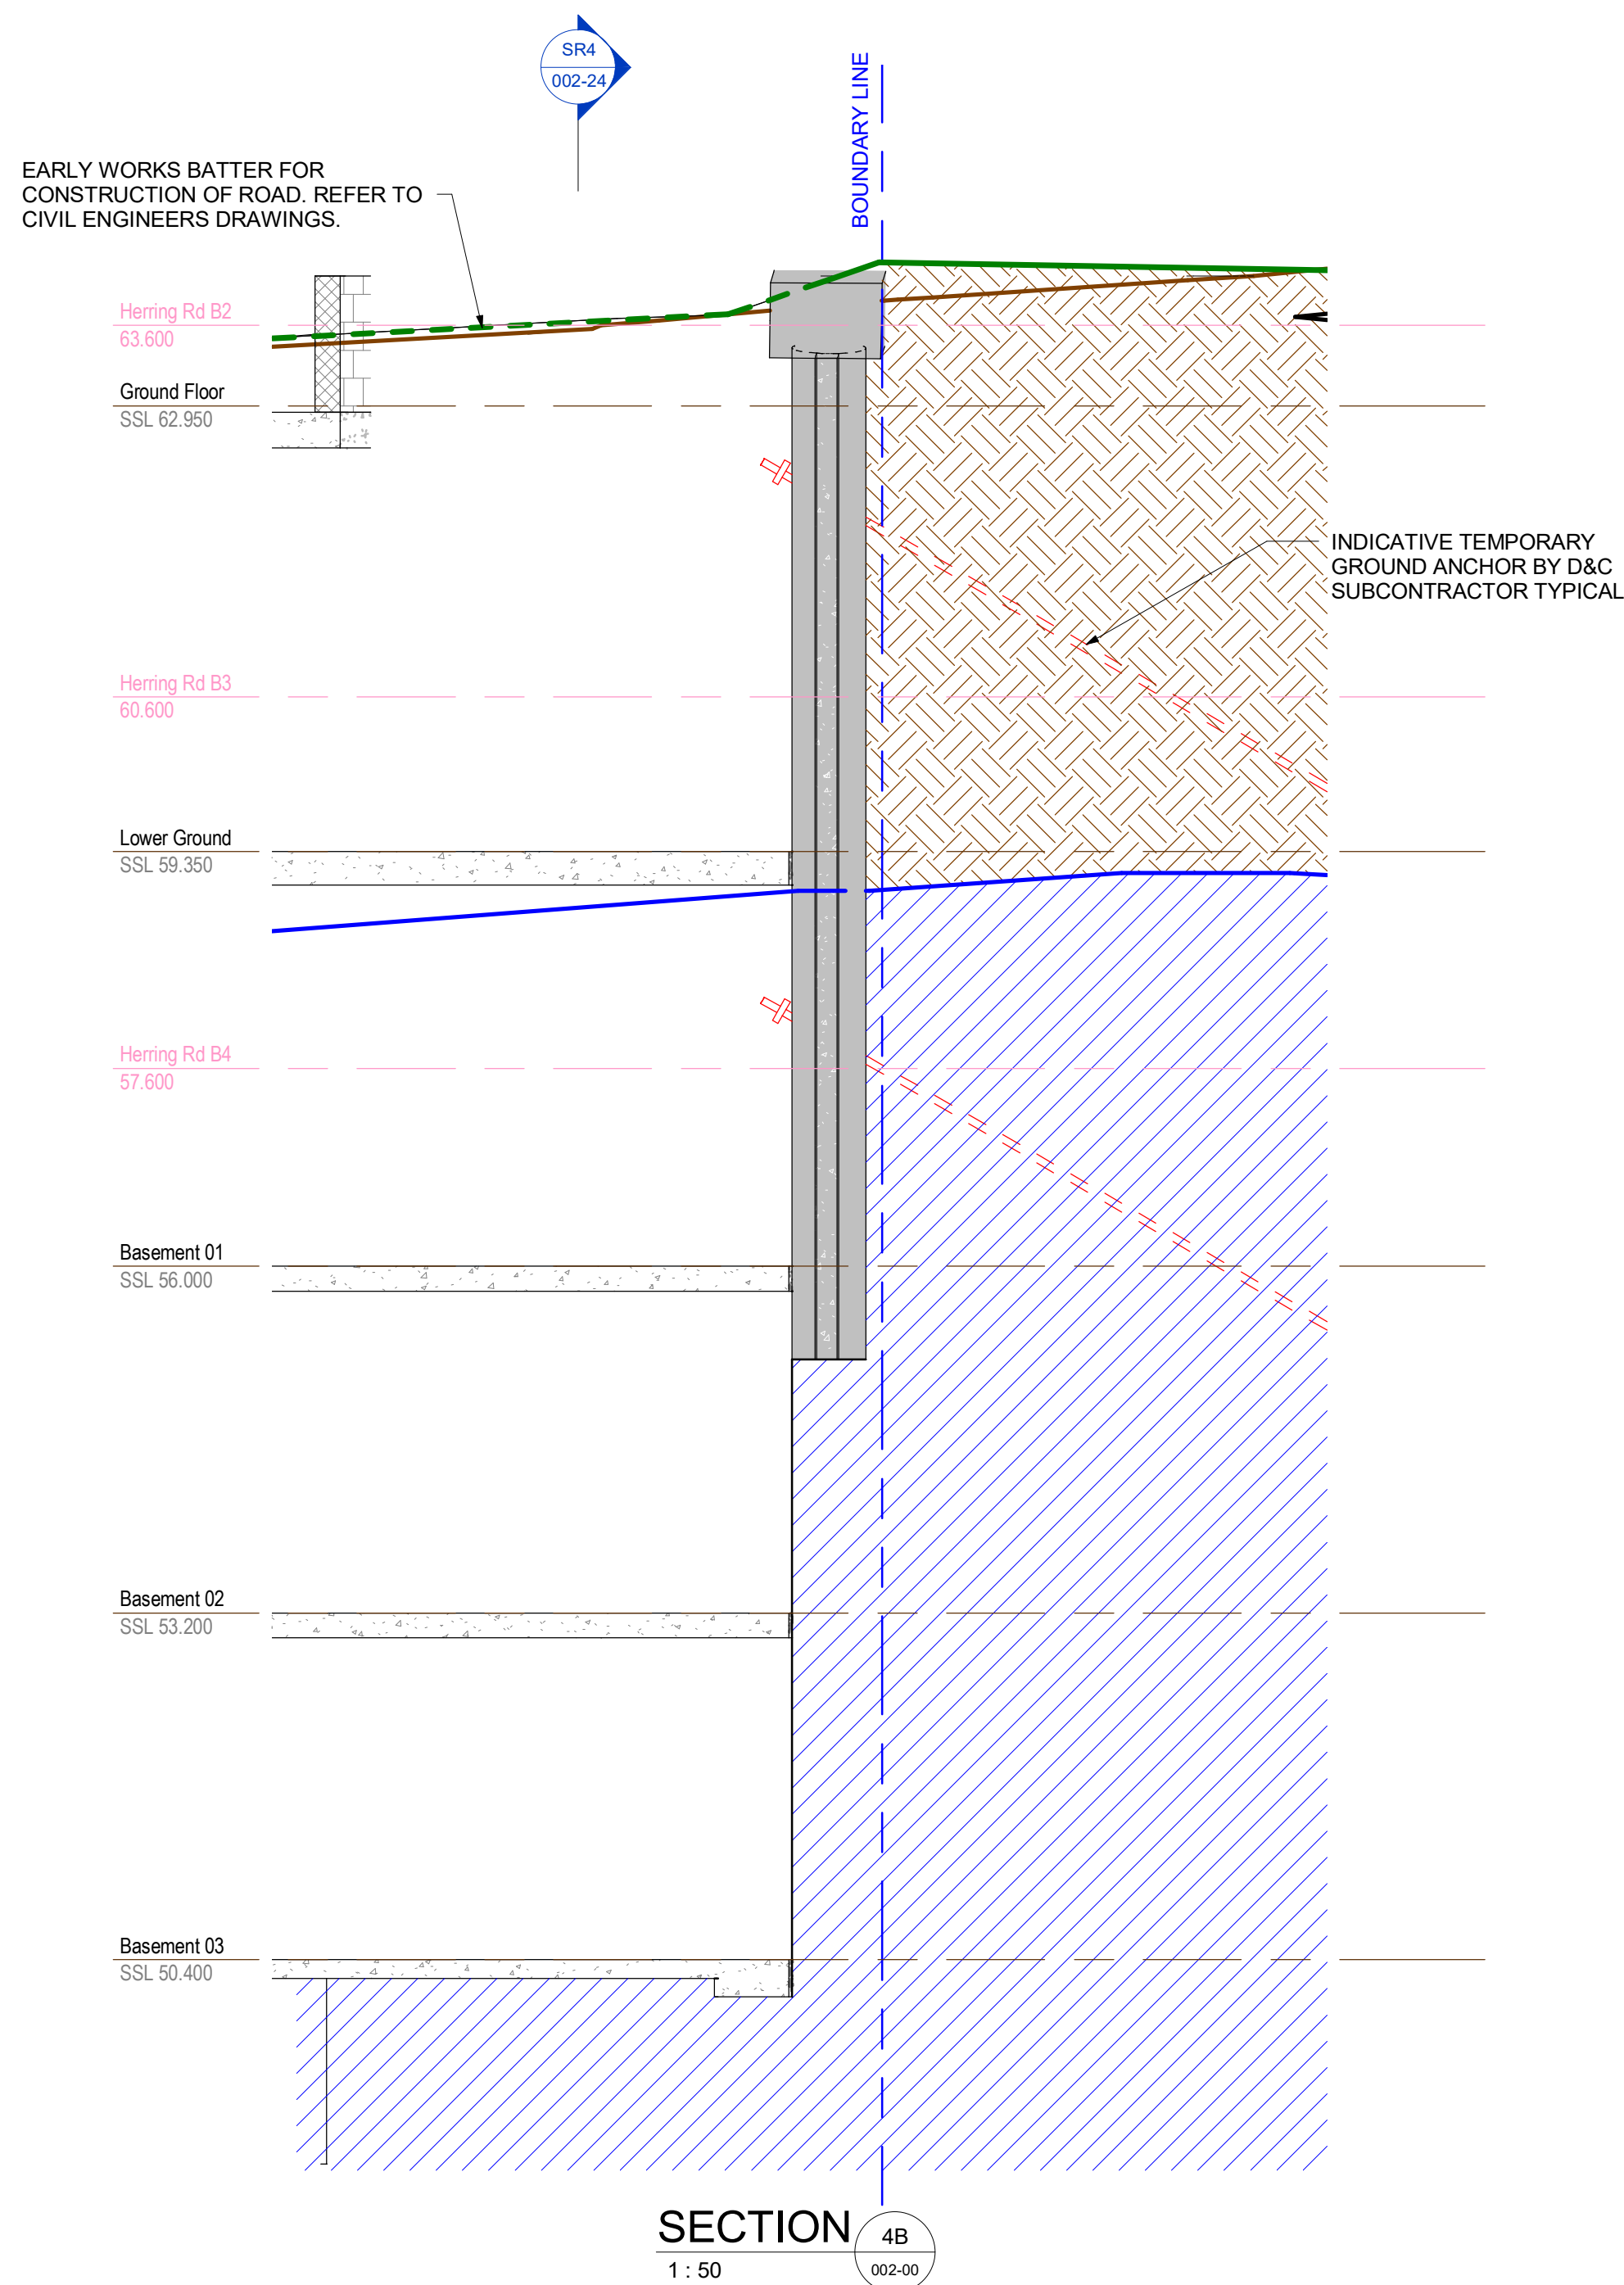 SR4
002-24
BOUNDARY LINE
EARLY WORKS BATTER FOR
CONSTRUCTION OF ROAD. REFER TO
CIVIL ENGINEERS DRAWINGS.
Herring Rd B2
63.600
Ground Floor
SSL 62.950
INDICATIVE TEMPORARY
GROUND ANCHOR BY D&C
SUBCONTRACTOR TYPICAL
Herring Rd B3
60.600
Lower Ground
SSL 59.350
Herring Rd B4
57.600
Basement 01
SSL 56.000
Basement 02
SSL 53.200
Basement 03
SSL 50.400
SECTION
4B
1 : 50
002-00